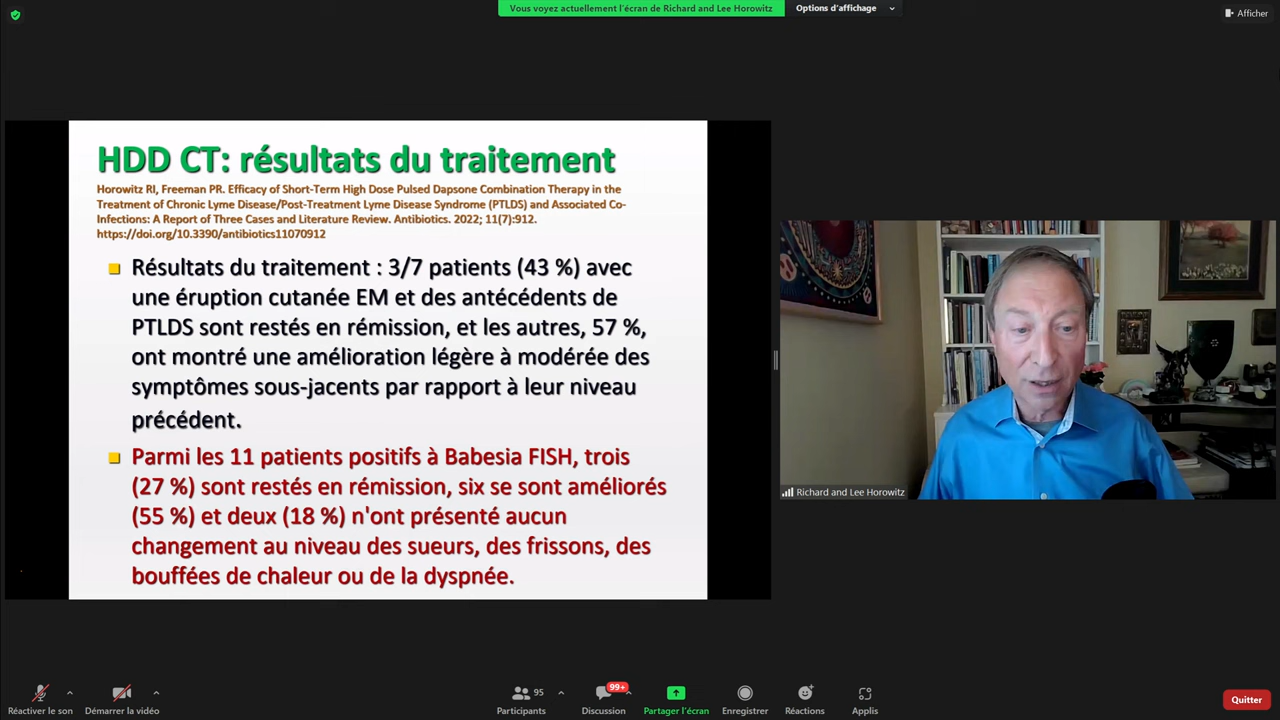 Vous voyez actuellement l'écran de Richard and Lee Horowitz
Options d'affichage
Afficher
HDD CT: résultats du traitement
Horowitz RI, Freeman PR. Efficacy of Short-Term High Dose Pulsed Dapsone Combination Therapy in the
Treatment of Chronic Lyme Disease/Post-Treatment Lyme Disease Syndrome (PTLDS) and Associated Co-
Infections: A Report of Three Cases and Literature Review. Antibiotics. 2022; 11(7):912.
https://doi.org/10.3390/antibiotics11070912
Résultats du traitement : 3/7 patients (43 %) avec
une éruption cutanée EM et des antécédents de
PTLDS sont restés en rémission, et les autres, 57 %,
ont montré une amélioration légère à modérée des
symptômes sous-jacents par rapport à leur niveau
précédent.
Parmi les 11 patients positifs à Babesia FISH, trois
(27 %) sont restés en rémission, six se sont améliorés
(55 %) et deux (18 %) n'ont présenté aucun
changement au niveau des sueurs, des frissons, des
bouffées de chaleur ou de la dyspnée.
Richard and Lee Horowitz
Réactiver le son
Démarrer la vidéo
95
Participants
99+
Discussion
Partager l'écran
Enregistrer
Réactions
Applis
Quitter